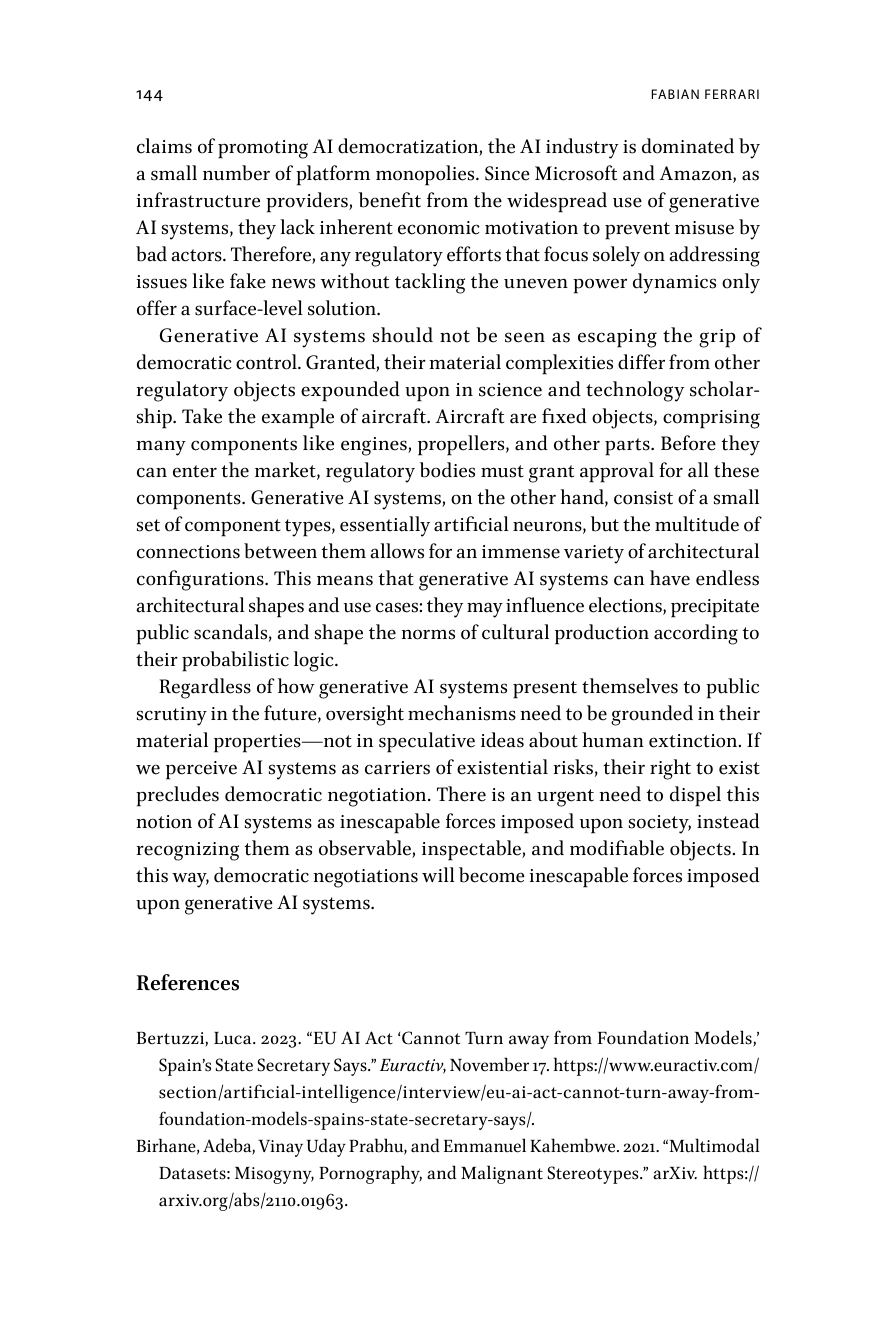 144
FABIAN FERRARI
claims of promoting AI democratization, the AI industry is dominated by
a small number of platform monopolies. Since Microsoft and Amazon, as
infrastructure providers, benefit from the widespread use of generative
AI systems, they lack inherent economic motivation to prevent misuse by
bad actors. Therefore, any regulatory efforts that focus solely on addressing
issues like fake news without tackling the uneven power dynamics only
offer a surface-level solution.
Generative AI systems should not be seen as escaping the grip of
democratic control. Granted, their material complexities differ from other
regulatory objects expounded upon in science and technology scholar-
ship. Take the example of aircraft. Aircraft are fixed objects, comprising
many components like engines, propellers, and other parts. Before they
can enter the market, regulatory bodies must grant approval for all these
components. Generative AI systems, on the other hand, consist of a small
set of component types, essentially artificial neurons, but the multitude of
connections between them allows for an immense variety of architectural
configurations. This means that generative AI systems can have endless
architectural shapes and use cases: they may influence elections, precipitate
public scandals, and shape the norms of cultural production according to
their probabilistic logic.
Regardless of how generative AI systems present themselves to public
scrutiny in the future, oversight mechanisms need to be grounded in their
material properties—not in speculative ideas about human extinction. If
we perceive AI systems as carriers of existential risks, their right to exist
precludes democratic negotiation. There is an urgent need to dispel this
notion of AI systems as inescapable forces imposed upon society, instead
recognizing them as observable, inspectable, and modifiable objects. In
this way, democratic negotiations will become inescapable forces imposed
upon generative AI systems.
References
Bertuzzi, Luca. 2023. “EU AI Act ‘Cannot Turn away from Foundation Models,’
Spain’s State Secretary Says.” Euractiv, November 17. https://www.euractiv.com/
section/artificial-intelligence/interview/eu-ai-act-cannot-turn-away-from-
foundation-models-spains-state-secretary-says/.
Birhane, Adeba, Vinay Uday Prabhu, and Emmanuel Kahembwe. 2021. “Multimodal
Datasets: Misogyny, Pornography, and Malignant Stereotypes.” arXiv. https://
arxiv.org/abs/2110.01963.